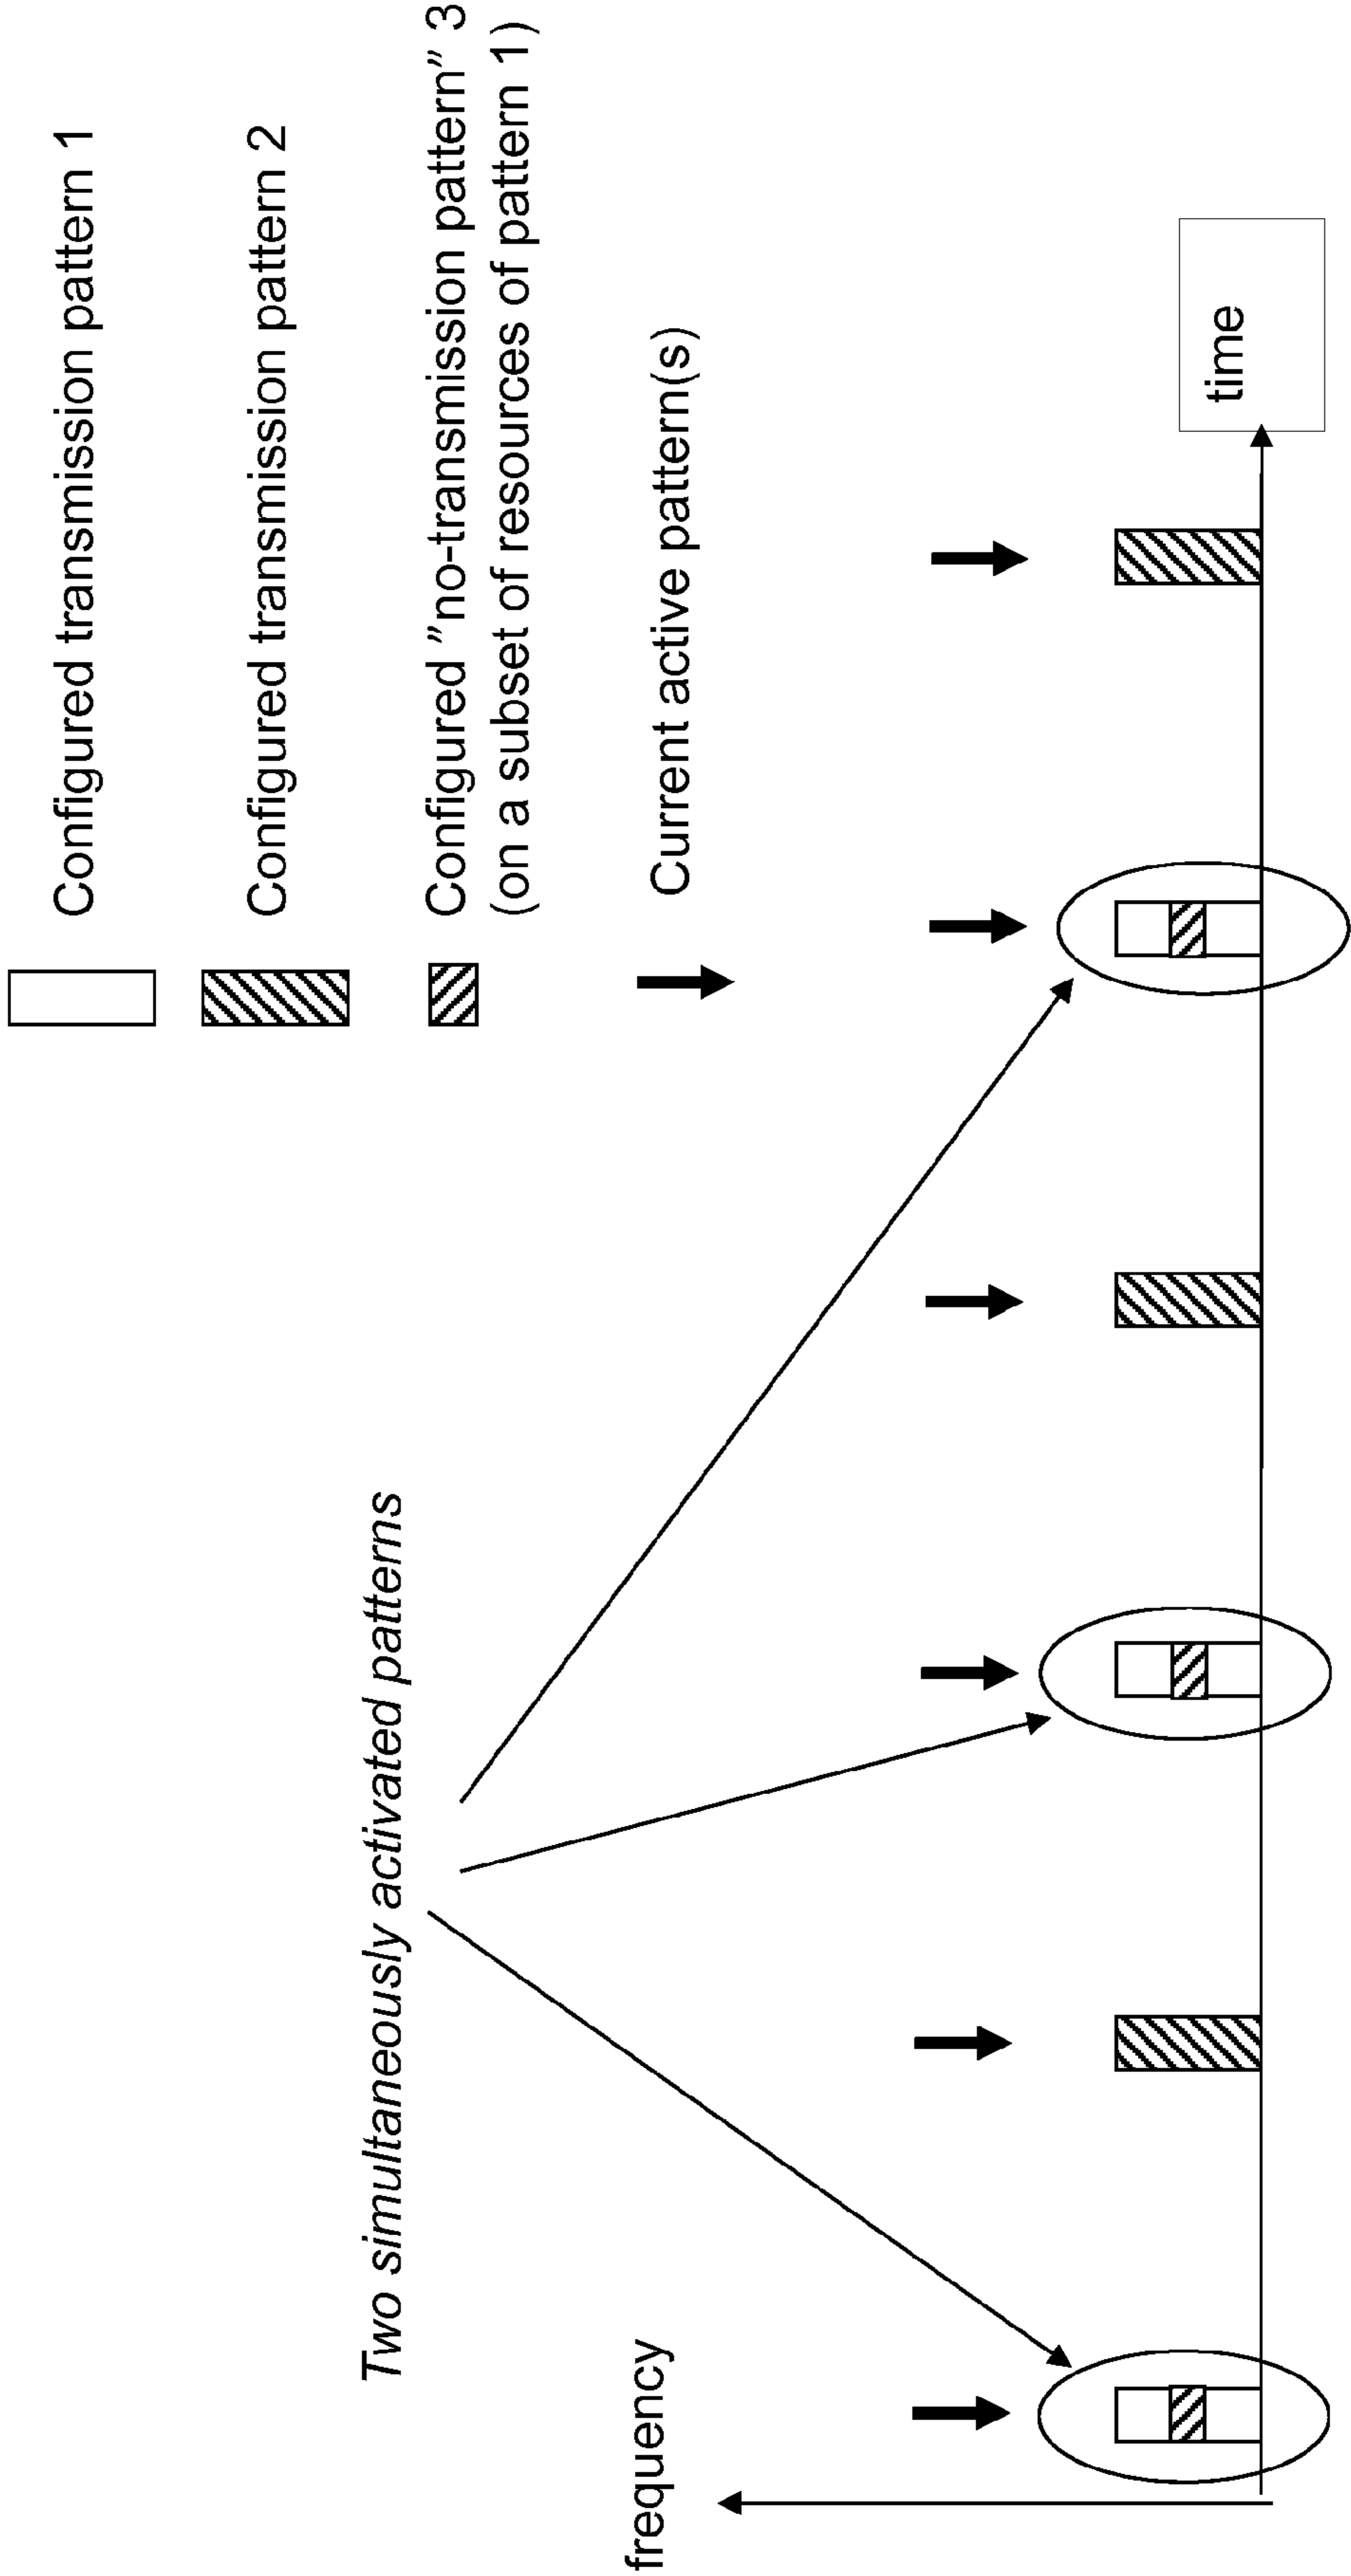 Configured transmission pattern 1
Configured transmission pattern 2
Configured ”no-transmission pattern” 3
(on a subset of resources of pattern 1)
Current active pattern(s)
Two simultaneously activated patterns
frequency
time